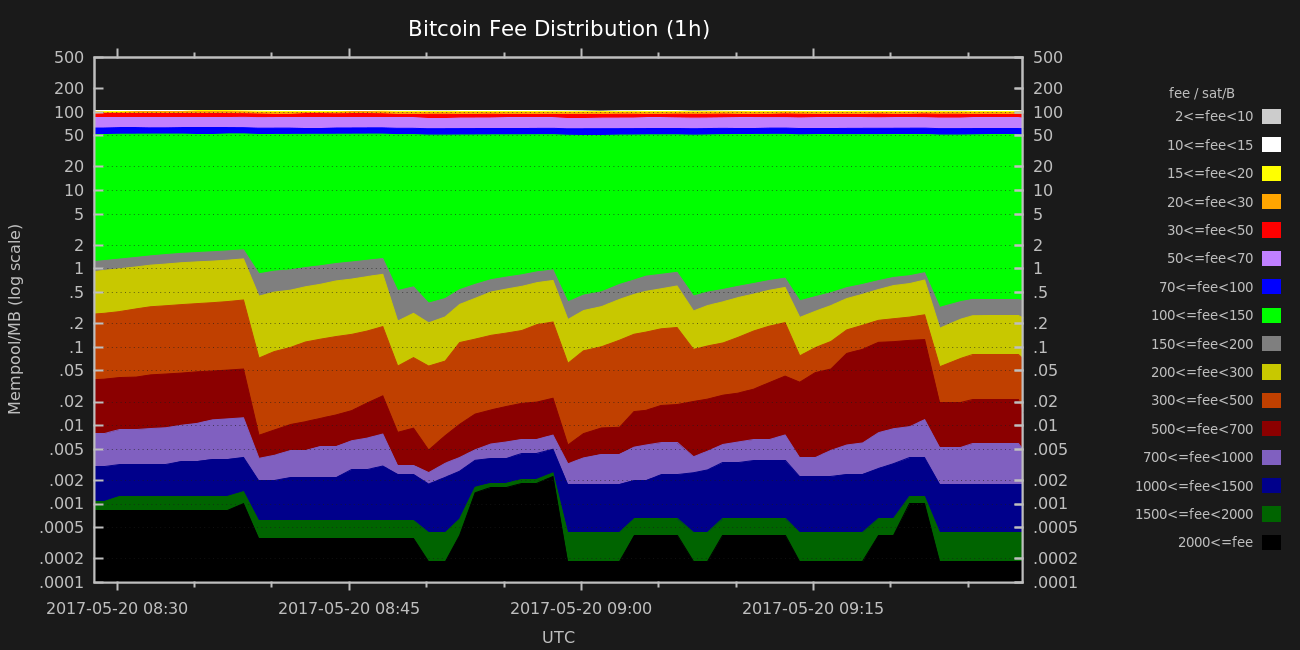 Bitcoin Fee Distribution (1h)
Mempool/MB (log scale)
500
200
100
50
20
10
5
2
1
.5
.2
.1
.05
.02
.01
.005
.002
.001
.0005
.0002
.0001
500
200
100
50
20
10
5
2
1
.5
.2
.1
.05
.02
.01
.005
.002
.001
.0005
.0002
.0001
2017-05-20 08:30 2017-05-20 08:45 2017-05-20 09:00 2017-05-20 09:15
UTC
fee / sat/B
2<=fee<10
10<=fee<15
15<=fee<20
20<=fee<30
30<=fee<50
50<=fee<70
70<=fee<100
100<=fee<150
150<=fee<200
200<=fee<300
300<=fee<500
500<=fee<700
700<=fee<1000
1000<=fee<1500
1500<=fee<2000
2000<=fee